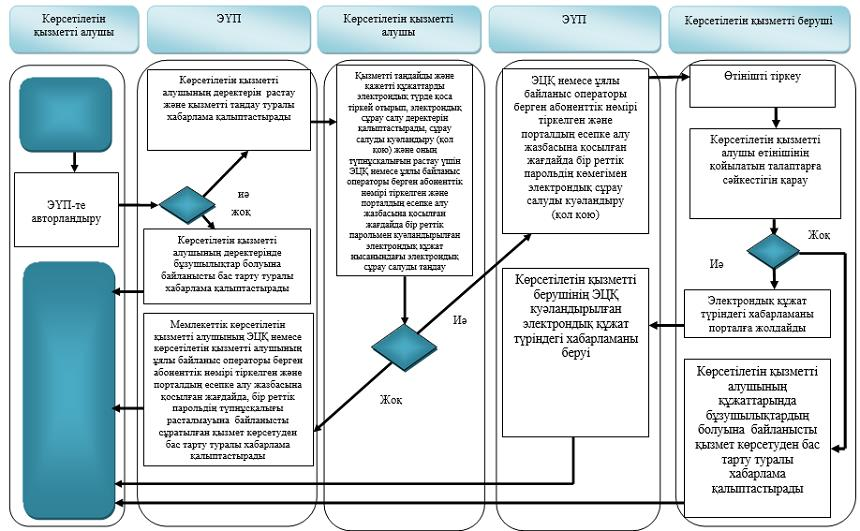 Көрсетілетін
қызметті алушы
ЭҮП
Көрсетілетін қызметті
алушы
ЭҮП
Көрсетілетін қызметті беруші
ЭҮП-те
авторландыру
Көрсетілетін қызметті
алушының деректерін растау
және қызметті таңдау туралы
хабарлама қалыптастырады
иә
жоқ
Көрсетілетін қызметті
алушының деректерінде
бұзушылықтар болуына
байланысты бас тарту туралы
хабарлама қалыптастырады
Мемлекеттік көрсетілетін
қызметті алушының ЭЦҚ немесе
көрсетілетін қызметті алушының
ұялы байланыс операторы берген
абоненттік нөмірі тіркелген және
порталдың есепке алу жазбасына
қосылған жағдайда, бір реттік
парольдің түпнұсқалығы
расталмауына байланысты
сұратылған қызмет көрсетуден
бас тарту туралы хабарлама
қалыптастырады
Қызметті таңдайды және
қажетті құжаттарды
электрондық түрде қоса
тіркей отырып, электрондық
сұрау салу деректерін
қалыптастырады, сұрау
салуды куәландыру (қол
қою) және оның
түпнұсқалығын растау үшін
ЭЦҚ немесе ұялы байланыс
операторы берген абоненттік
нөмірі тіркелген және
порталдың есепке алу
жазбасына қосылған
жағдайда бір реттік
парольмен куәландырылған
электрондық құжат
нысанындағы электрондық
сұрау салуды таңдау
Иә
Жоқ
ЭЦҚ немесе ұялы
байланыс операторы
берген абоненттік нөмірі
тіркелген және
порталдың есепке алу
жазбасына қосылған
жағдайда бір реттік
парольдің көмегімен
электрондық сұрау
салуды куәландыру
(қол қою)
Көрсетілетін қызметті
берушінің ЭЦҚ
куәландырылған
электрондық құжат
түріндегі хабарламаны
беруі
Өтінішті тіркеу
Көрсетілетін қызметті
алушы өтінішінің
қойылатын талаптарға
сәйкестігін қарау
Жоқ
Иә
Электрондық құжат
түріндегі хабарламаны
порталға жолдайды
Көрсетілетін қызметті
алушының
құжаттарында
бұзушылықтардың
болуына байланысты
қызмет көрсетуден бас
тарту туралы
хабарлама
қалыптастырады